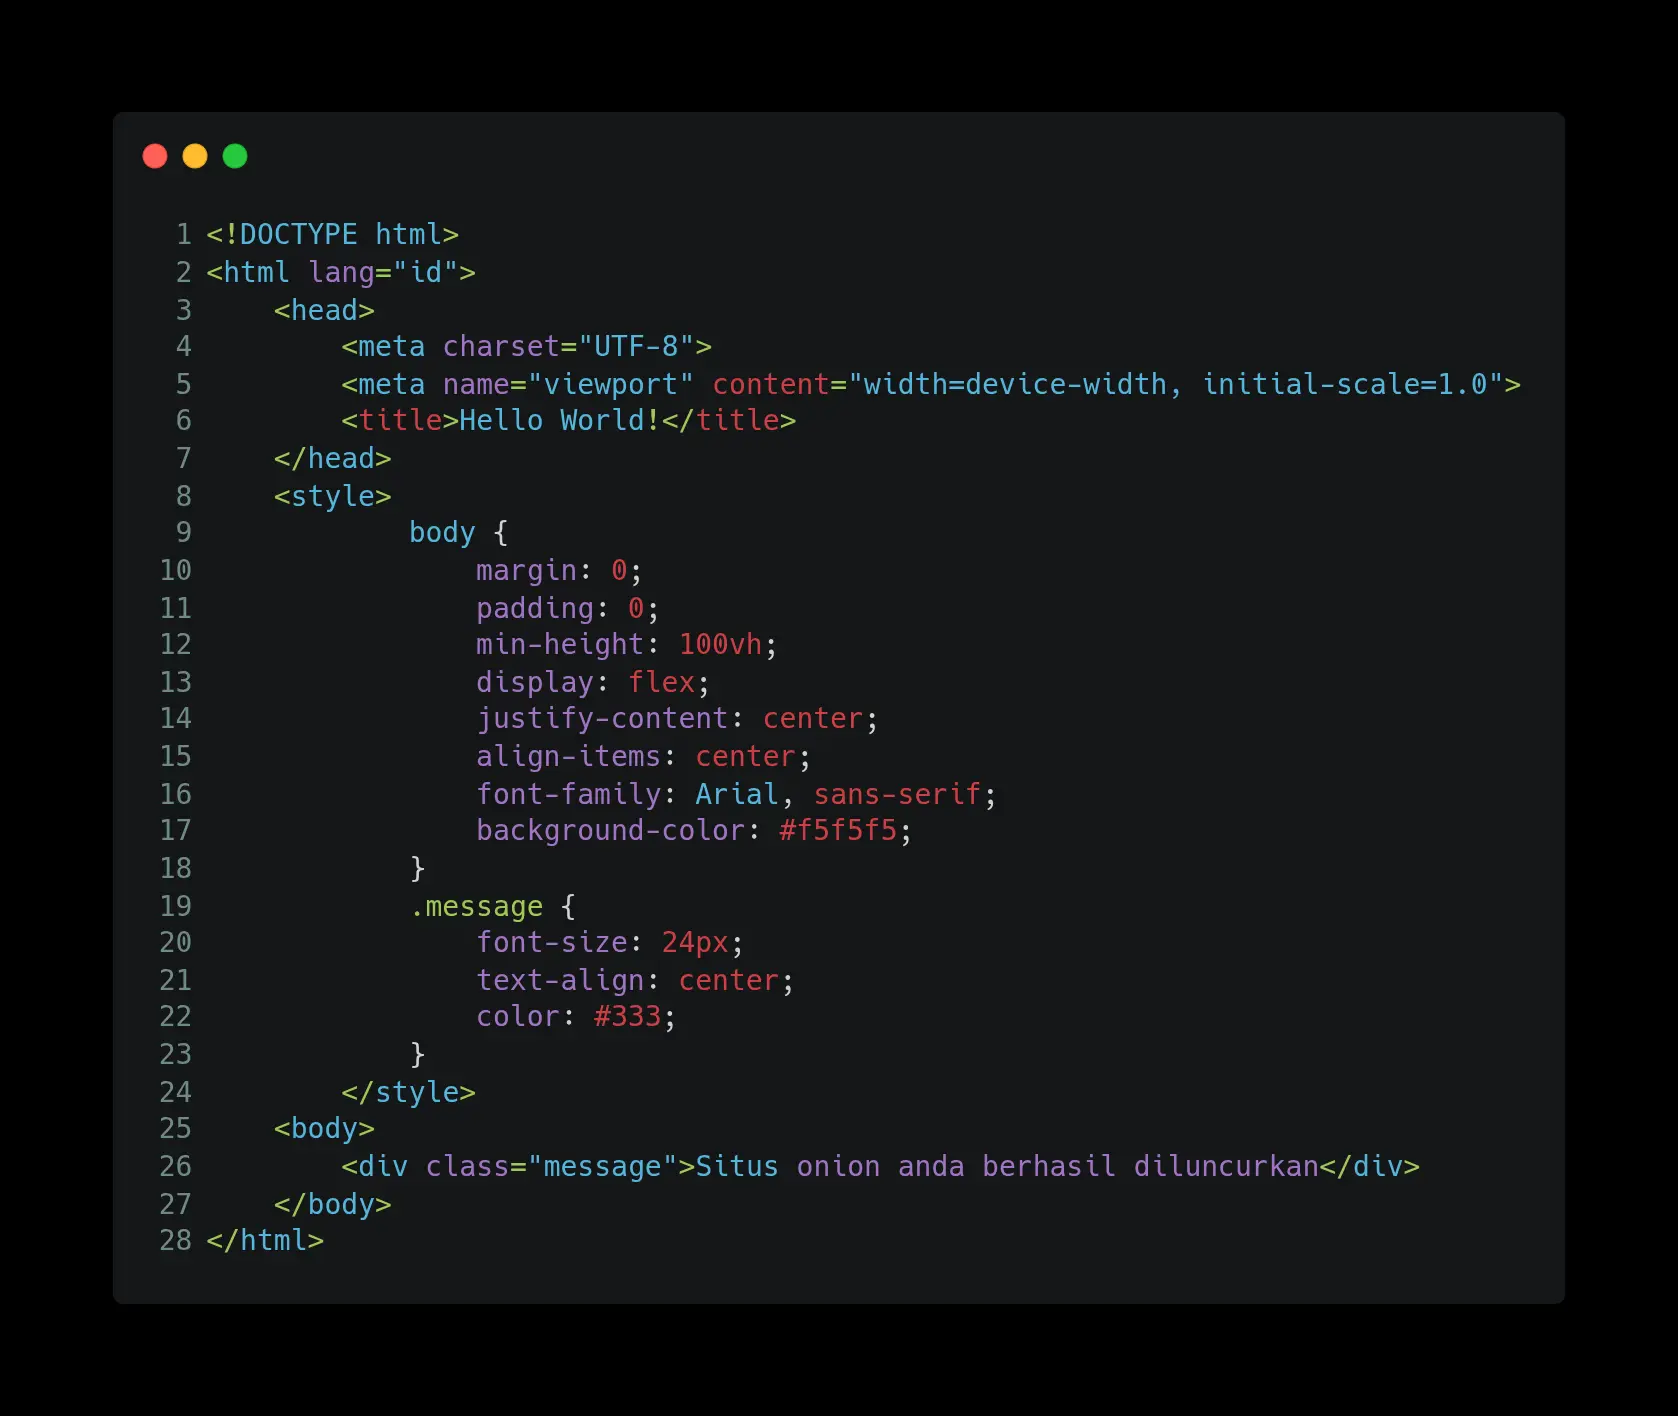 1 <!DOCTYPE html>
2 <html lang="id">
3     <head>
4         <meta charset="UTF-8">
5         <meta name="viewport" content="width=device-width, initial-scale=1.0">
6         <title>Hello World!</title>
7     </head>
8     <style>
9             body {
10                 margin: 0;
11                 padding: 0;
12                 min-height: 100vh;
13                 display: flex;
14                 justify-content: center;
15                 align-items: center;
16                 font-family: Arial, sans-serif;
17                 background-color: #f5f5f5;
18             }
19             .message {
20                 font-size: 24px;
21                 text-align: center;
22                 color: #333;
23             }
24         </style>
25     <body>
26         <div class="message">Situs onion anda berhasil diluncurkan</div>
27     </body>
28 </html>